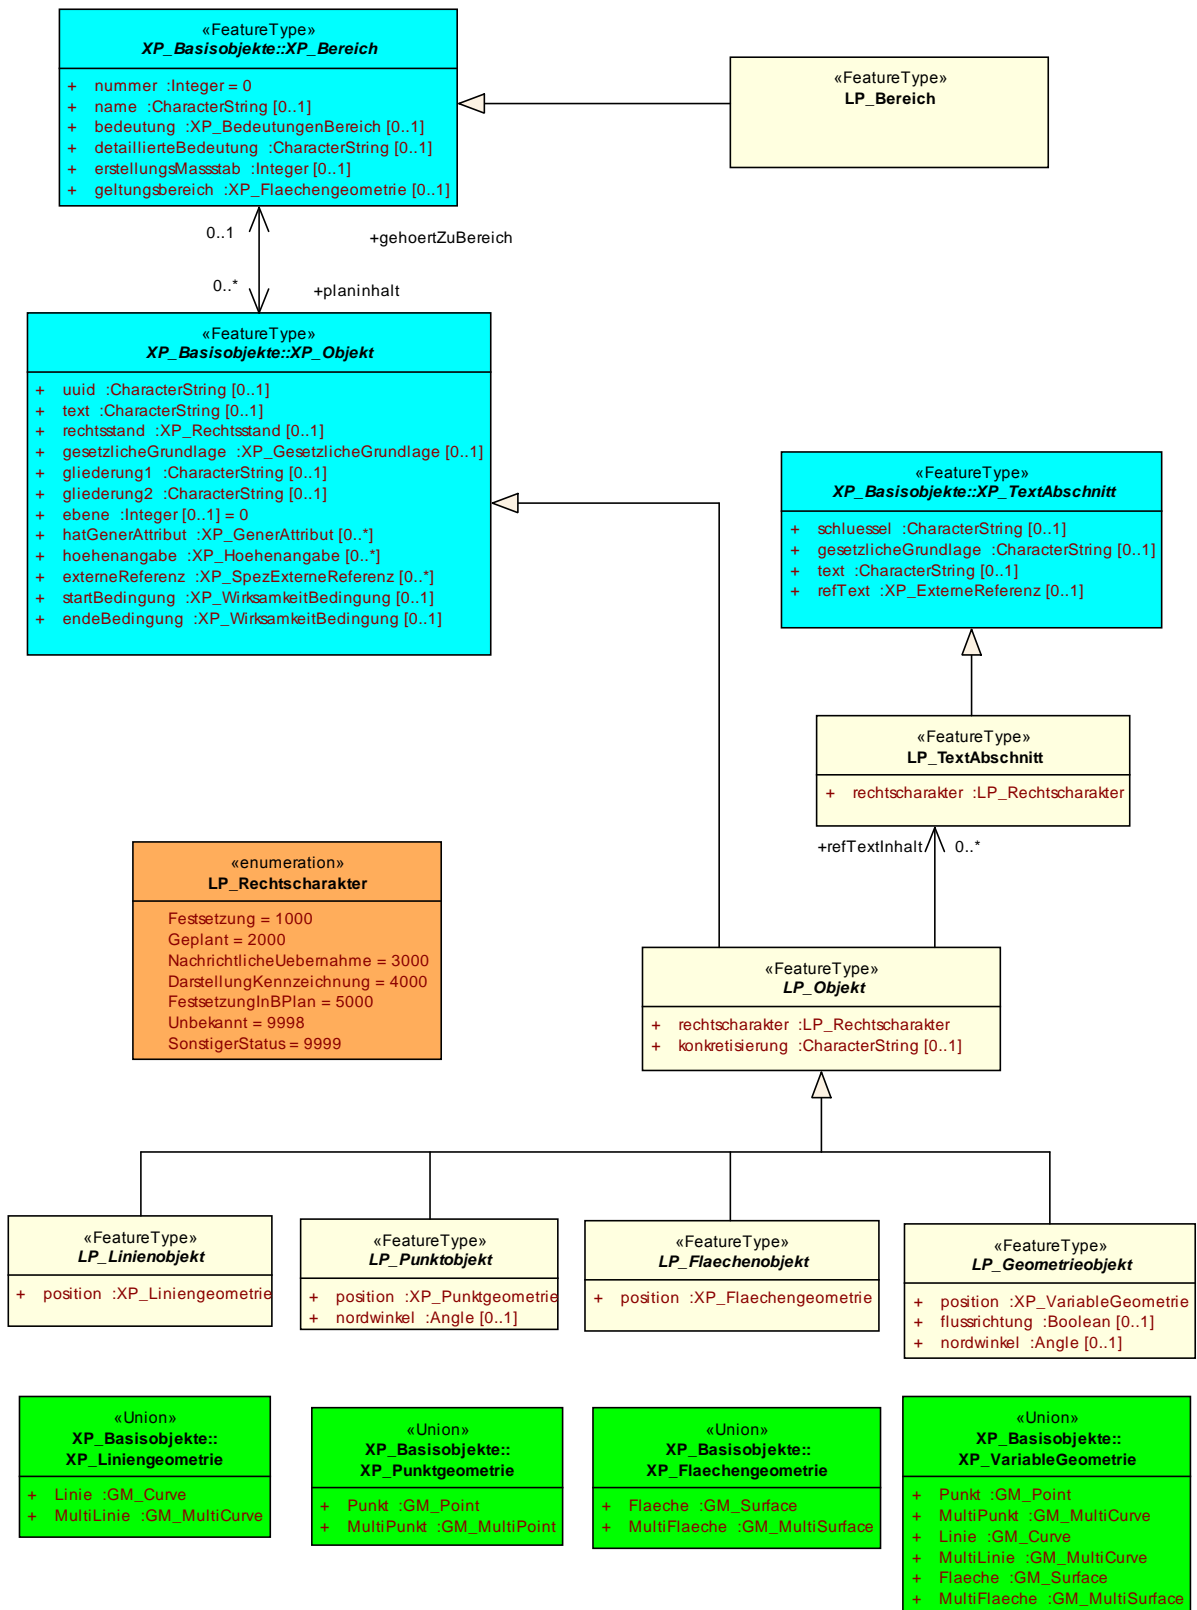 «FeatureType»
XP_Basisobjekte::XP_Bereich
+ nummer :Integer = 0
+ name :CharacterString [0..1]
+ bedeutung :XP_BedeutungenBereich [0..1]
+ detaillierteBedeutung :CharacterString [0..1]
+ erstellungsMassstab :Integer [0..1]
+ geltungsbereich :XP_Flaechengeometrie [0..1]
«FeatureType»
LP_Bereich
0..1
+gehoertZuBereich
0..*
+planinhalt
«FeatureType»
XP_Basisobjekte::XP_Objekt
+ uuid :CharacterString [0..1]
+ text :CharacterString [0..1]
+ rechtsstand :XP_Rechtsstand [0..1]
+ gesetzlicheGrundlage :XP_GesetzlicheGrundlage [0..1]
+ gliederung1 :CharacterString [0..1]
+ gliederung2 :CharacterString [0..1]
+ ebene :Integer [0..1] = 0
+ hatGenerAttribut :XP_GenerAttribut [0..*]
+ hoehenangabe :XP_Hoehenangabe [0..*]
+ externeReferenz :XP_SpezExterneReferenz [0..*]
+ startBedingung :XP_WirksamkeitBedingung [0..1]
+ endeBedingung :XP_WirksamkeitBedingung [0..1]
«FeatureType»
XP_Basisobjekte::XP_TextAbschnitt
+ schluessel :CharacterString [0..1]
+ gesetzlicheGrundlage :CharacterString [0..1]
+ text :CharacterString [0..1]
+ refText :XP_ExterneReferenz [0..1]
«FeatureType»
LP_TextAbschnitt
+ rechtscharakter :LP_Rechtscharakter
+refTextInhalt
0..*
«enumeration»
LP_Rechtscharakter
Festsetzung = 1000
Geplant = 2000
NachrichtlicheUebernahme = 3000
DarstellungKennzeichnung = 4000
FestsetzungInBPlan = 5000
Unbekannt = 9998
SonstigerStatus = 9999
«FeatureType»
LP_Objekt
+ rechtscharakter :LP_Rechtscharakter
+ konkretisierung :CharacterString [0..1]
«FeatureType»
LP_Linienobjekt
+ position :XP_Liniengeometrie
«FeatureType»
LP_Punktobjekt
+ position :XP_Punktgeometrie
+ nordwinkel :Angle [0..1]
«FeatureType»
LP_Flaechenobjekt
+ position :XP_Flaechengeometrie
«FeatureType»
LP_Geometrieobjekt
+ position :XP_VariableGeometrie
+ flussrichtung :Boolean [0..1]
+ nordwinkel :Angle [0..1]
«Union»
XP_Basisobjekte::
XP_Liniengeometrie
+ Linie :GM_Curve
+ MultiLinie :GM_MultiCurve
«Union»
XP_Basisobjekte::
XP_Punktgeometrie
+ Punkt :GM_Point
+ MultiPunkt :GM_MultiPoint
«Union»
XP_Basisobjekte::
XP_Flaechengeometrie
+ Flaeche :GM_Surface
+ MultiFlaeche :GM_MultiSurface
«Union»
XP_Basisobjekte::
XP_VariableGeometrie
+ Punkt :GM_Point
+ MultiPunkt :GM_MultiCurve
+ Linie :GM_Curve
+ MultiLinie :GM_MultiCurve
+ Flaeche :GM_Surface
+ MultiFlaeche :GM_MultiSurface